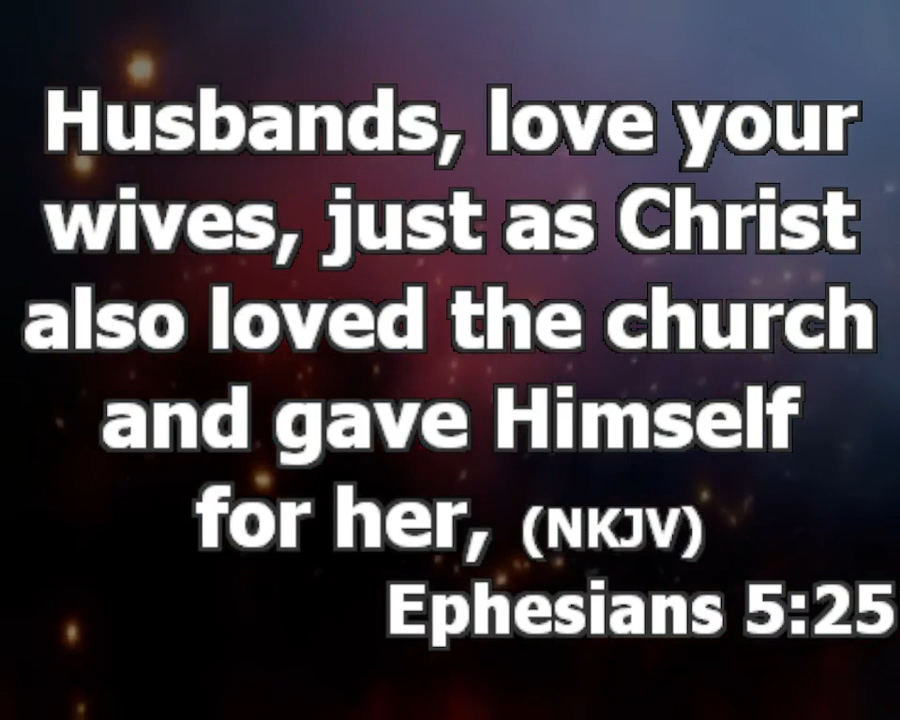 Husbands, love your
wives, just as Christ
also loved the church
and gave Himself
for her, (NKJV)
Ephesians 5:25